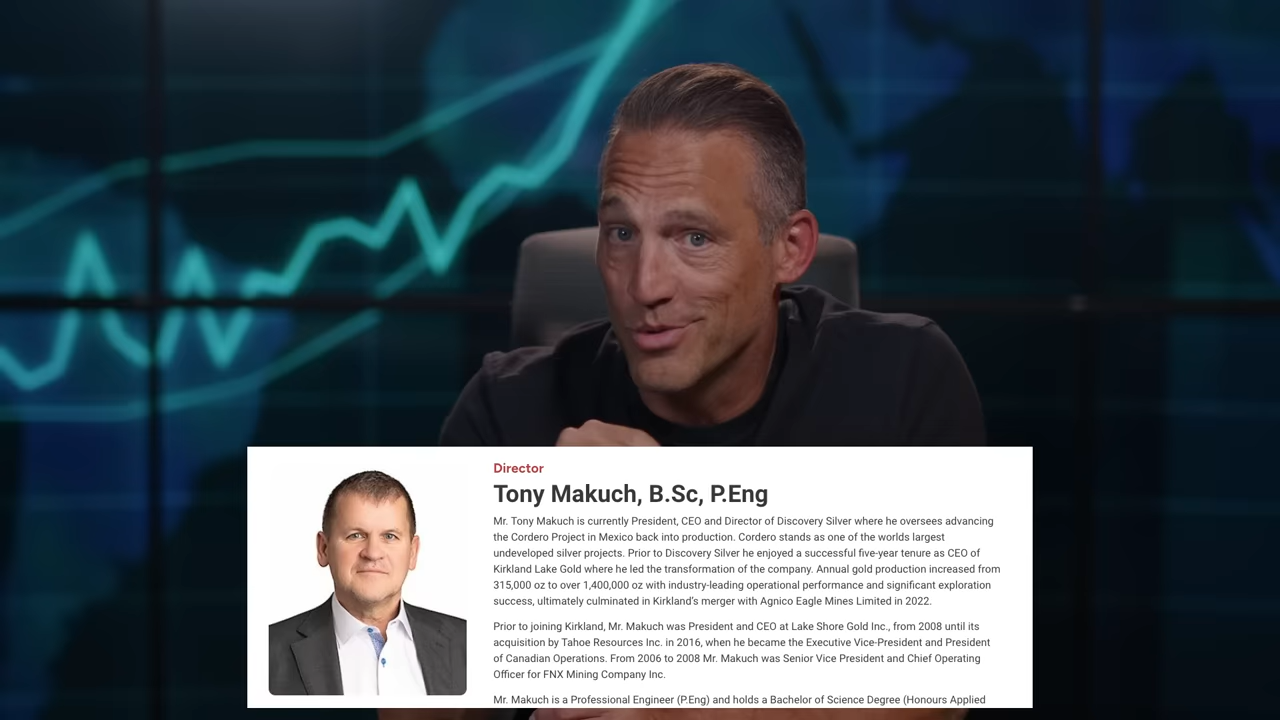 Director
Tony Makuch, B.Sc, P.Eng
Mr. Tony Makuch is currently President, CEO and Director of Discovery Silver where he oversees advancing
the Cordero Project in Mexico back into production. Cordero stands as one of the worlds largest
undeveloped silver projects. Prior to Discovery Silver he enjoyed a successful five-year tenure as CEO of
Kirkland Lake Gold where he led the transformation of the company. Annual gold production increased from
315,000 oz to over 1,400,000 oz with industry-leading operational performance and significant exploration
success, ultimately culminated in Kirkland’s merger with Agnico Eagle Mines Limited in 2022.
Prior to joining Kirkland, Mr. Makuch was President and CEO at Lake Shore Gold Inc., from 2008 until its
acquisition by Tahoe Resources Inc. in 2016, when he became the Executive Vice-President and President
of Canadian Operations. From 2006 to 2008 Mr. Makuch was Senior Vice President and Chief Operating
Officer for FNX Mining Company Inc.
Mr. Makuch is a Professional Engineer (P.Eng) and holds a Bachelor of Science Degree (Honours Applied